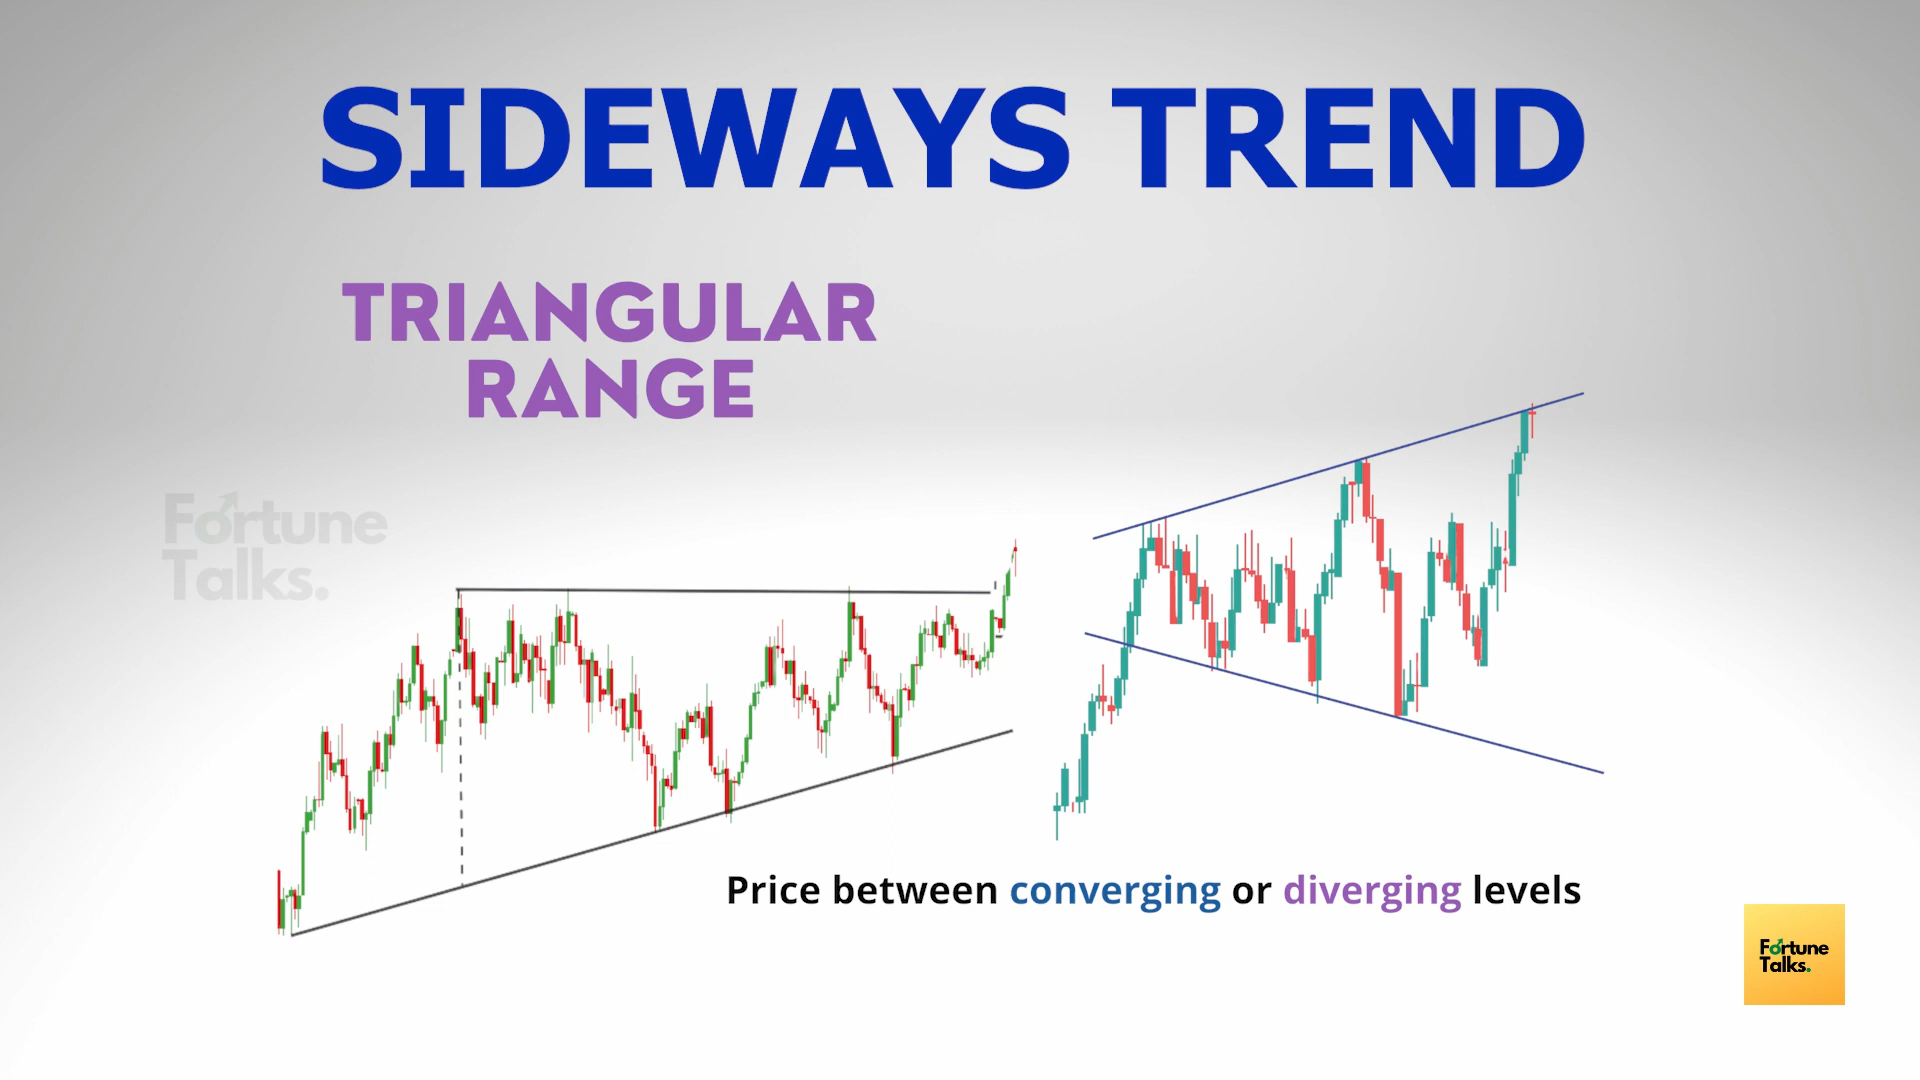 SIDEWAYS TREND
TRIANGULAR
RANGE
Fortune
Talks.
Price between converging or diverging levels
Fortune
Talks.